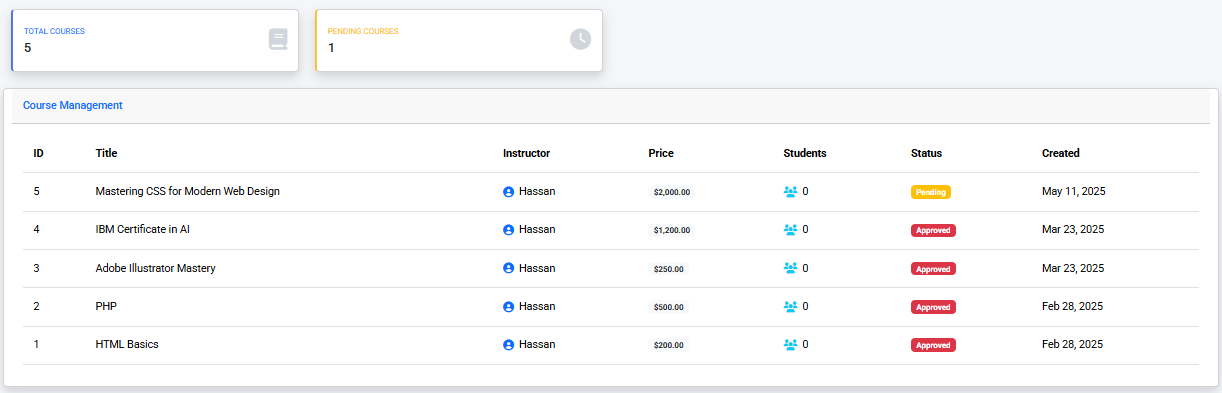 TOTAL COURSES
5
PENDING COURSES
1
Course Management
ID Title Instructor Price Students Status Created
5 Mastering CSS for Modern Web Design Hassan $2,000.00 0 Pending May 11, 2025
4 IBM Certificate in AI Hassan $1,200.00 0 Approved Mar 23, 2025
3 Adobe Illustrator Mastery Hassan $250.00 0 Approved Mar 23, 2025
2 PHP Hassan $500.00 0 Approved Feb 28, 2025
1 HTML Basics Hassan $200.00 0 Approved Feb 28, 2025